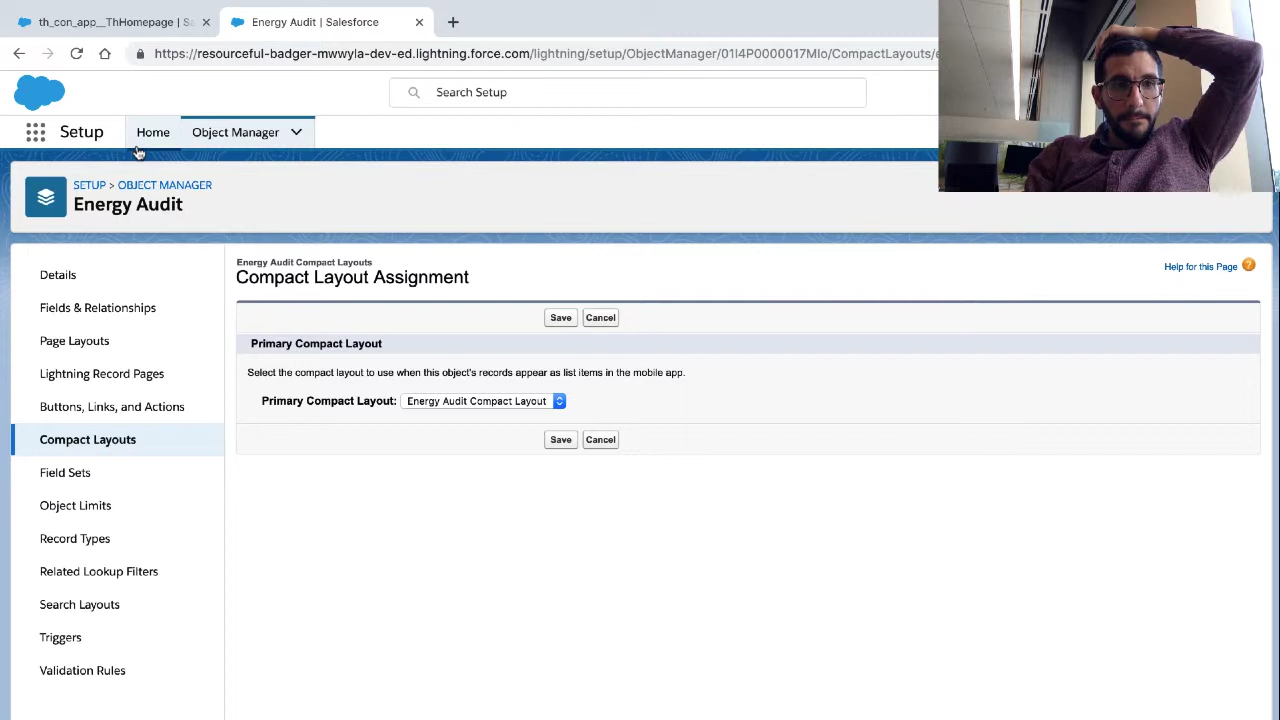 th_con_app__ThHomepage | S
Energy Audit | Salesforce
https://resourceful-badger-mwwyla-dev-ed.lightning.force.com/lightning/setup/ObjectManager/01I4P0000017MIo/CompactLayouts/
Search Setup
Setup
Home
Object Manager
SETUP > OBJECT MANAGER
Energy Audit
Details
Fields & Relationships
Page Layouts
Lightning Record Pages
Buttons, Links, and Actions
Compact Layouts
Field Sets
Object Limits
Record Types
Related Lookup Filters
Search Layouts
Triggers
Validation Rules
Energy Audit Compact Layouts
Compact Layout Assignment
Help for this Page ?
Save Cancel
Primary Compact Layout
Select the compact layout to use when this object's records appear as list items in the mobile app.
Primary Compact Layout: Energy Audit Compact Layout
Save Cancel